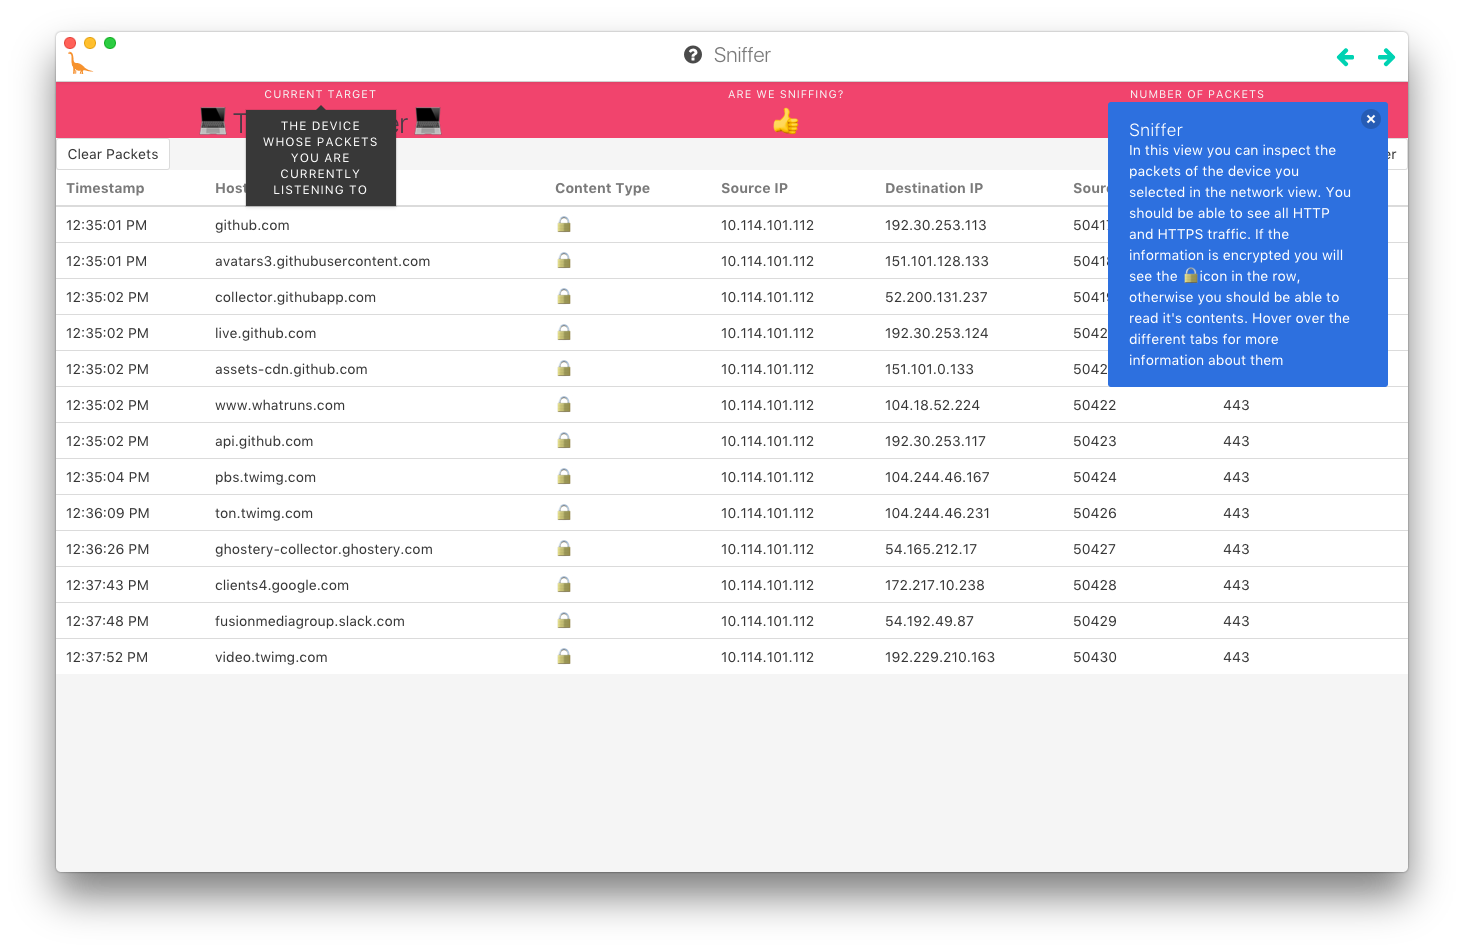 Sniffer
CURRENT TARGET
ARE WE SNIFFING?
NUMBER OF PACKETS
THE DEVICE
WHOSE PACKETS
YOU ARE
CURRENTLY
LISTENING TO
Sniffer
In this view you can inspect the
packets of the device you
selected in the network view. You
should be able to see all HTTP
and HTTPS traffic. If the
information is encrypted you will
see the 🔒icon in the row,
otherwise you should be able to
read it's contents. Hover over the
different tabs for more
information about them
Clear Packets
Timestamp Content Type Source IP Destination IP
12:35:01 PM github.com 🔒 10.114.101.112 192.30.253.113
12:35:01 PM avatars3.githubusercontent.com 🔒 10.114.101.112 151.101.128.133
12:35:02 PM collector.githubapp.com 🔒 10.114.101.112 52.200.131.237
12:35:02 PM live.github.com 🔒 10.114.101.112 192.30.253.124
12:35:02 PM assets-cdn.github.com 🔒 10.114.101.112 151.101.0.133
12:35:02 PM www.whatruns.com 🔒 10.114.101.112 104.18.52.224 50422 443
12:35:02 PM api.github.com 🔒 10.114.101.112 192.30.253.117 50423 443
12:35:04 PM pbs.twimg.com 🔒 10.114.101.112 104.244.46.167 50424 443
12:36:09 PM ton.twimg.com 🔒 10.114.101.112 104.244.46.231 50426 443
12:36:26 PM ghostery-collector.ghostery.com 🔒 10.114.101.112 54.165.212.17 50427 443
12:37:43 PM clients4.google.com 🔒 10.114.101.112 172.217.10.238 50428 443
12:37:48 PM fusionmediagroup.slack.com 🔒 10.114.101.112 54.192.49.87 50429 443
12:37:52 PM video.twimg.com 🔒 10.114.101.112 192.229.210.163 50430 443